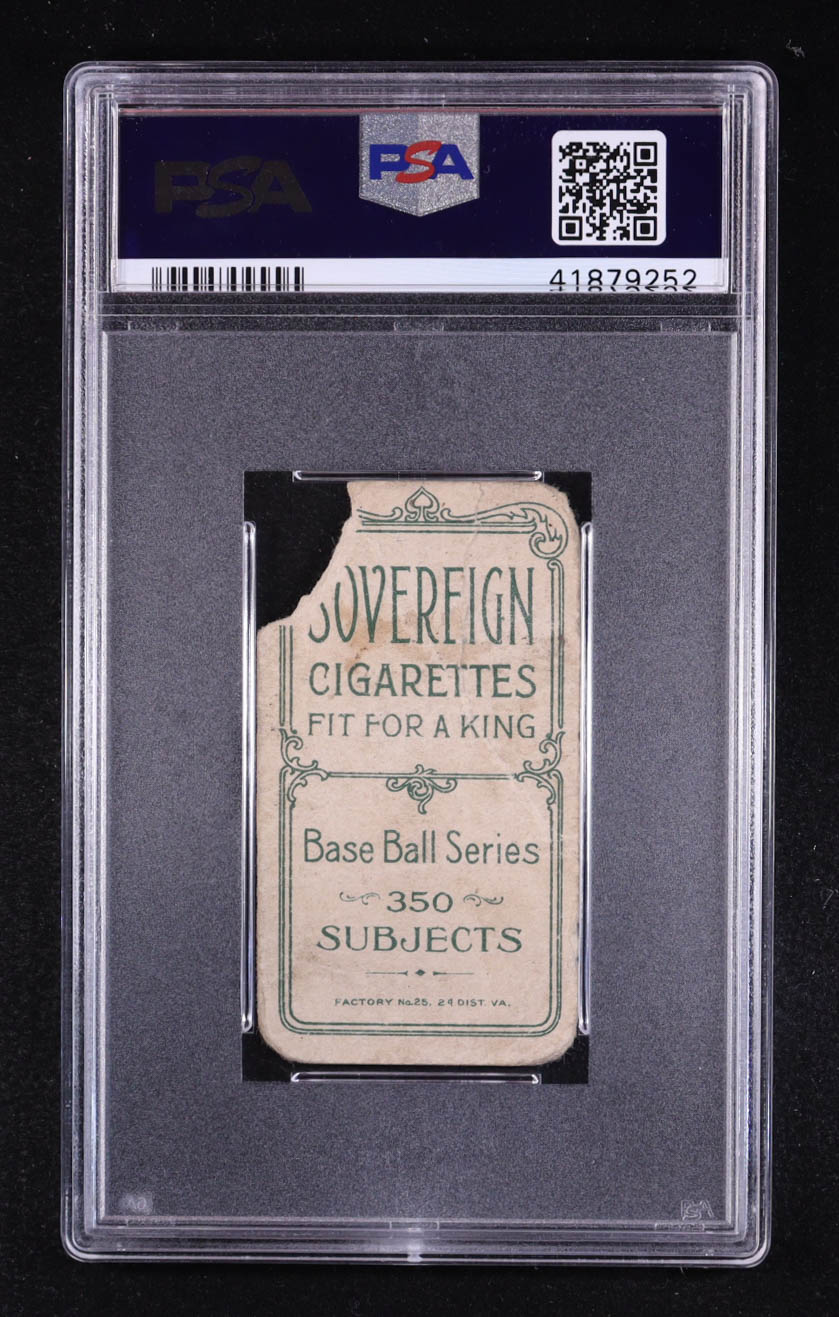 PSA
PSA
41879252
SOVEREIGN
CIGARETTES
FIT FOR A KING
Base Ball Series
350
SUBJECTS
FACTORY No. 25. 2d DIST. VA.
PSA